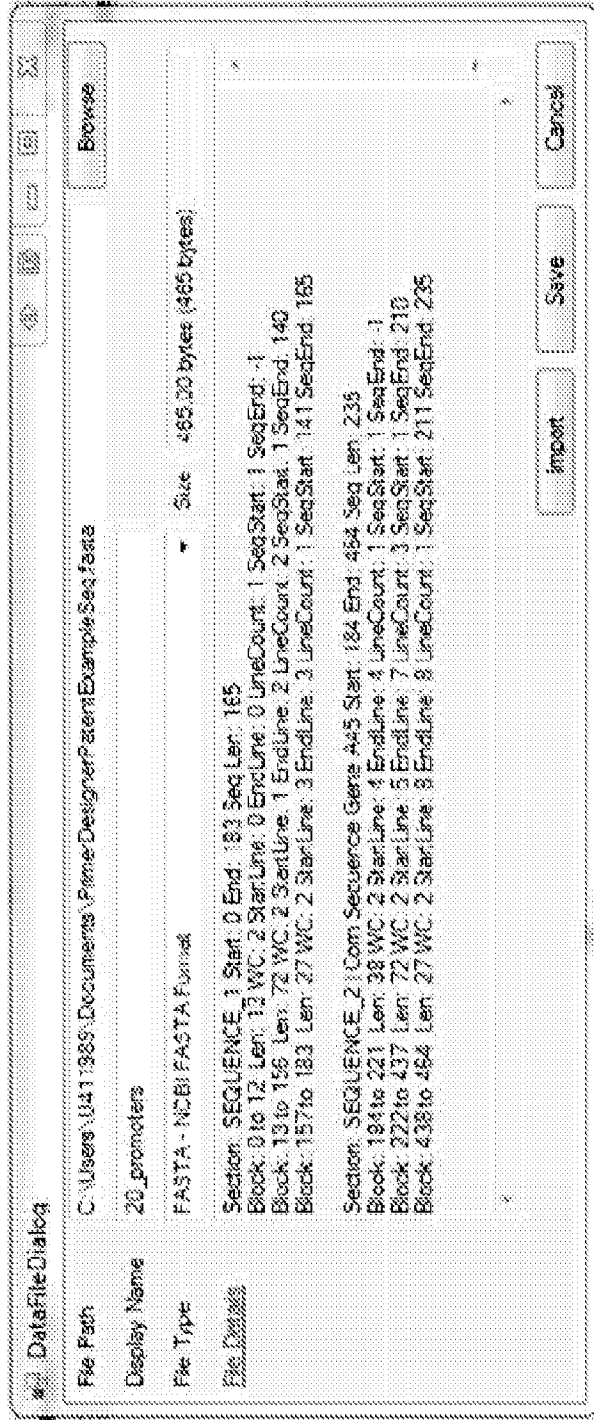 DataFileDialog
File Path C:\Users\U411983\Documents\PrimerDesignerPatentExampleSeq.fasta Browse
Display Name 20_promoters
File Type FASTA - NCBI FASTA Format Size 465.00 bytes (465 bytes)
File Details
Section: SEQUENCE_1 Start: 0 End: 183 Seq Len: 165
Block: 0 to 12 Len: 13 WC: 2 StartLine: 0 EndLine: 0 LineCount: 1 SeqStart: 1 SeqEnd: -1
Block: 13 to 156 Len: 72 WC: 2 StartLine: 1 EndLine: 2 LineCount: 2 SeqStart: 1 SeqEnd: 140
Block: 157 to 183 Len: 27 WC: 2 StartLine: 3 EndLine: 3 LineCount: 1 SeqStart: 141 SeqEnd: 165
Section: SEQUENCE_2 | Corn Sequence Gene A45 Start: 184 End: 464 Seq Len: 235
Block: 184 to 221 Len: 38 WC: 2 StartLine: 4 EndLine: 4 LineCount: 1 SeqStart: 1 SeqEnd: -1
Block: 222 to 437 Len: 72 WC: 2 StartLine: 5 EndLine: 7 LineCount: 3 SeqStart: 1 SeqEnd: 210
Block: 438 to 464 Len: 27 WC: 2 StartLine: 8 EndLine: 8 LineCount: 1 SeqStart: 211 SeqEnd: 235
Import Save Cancel